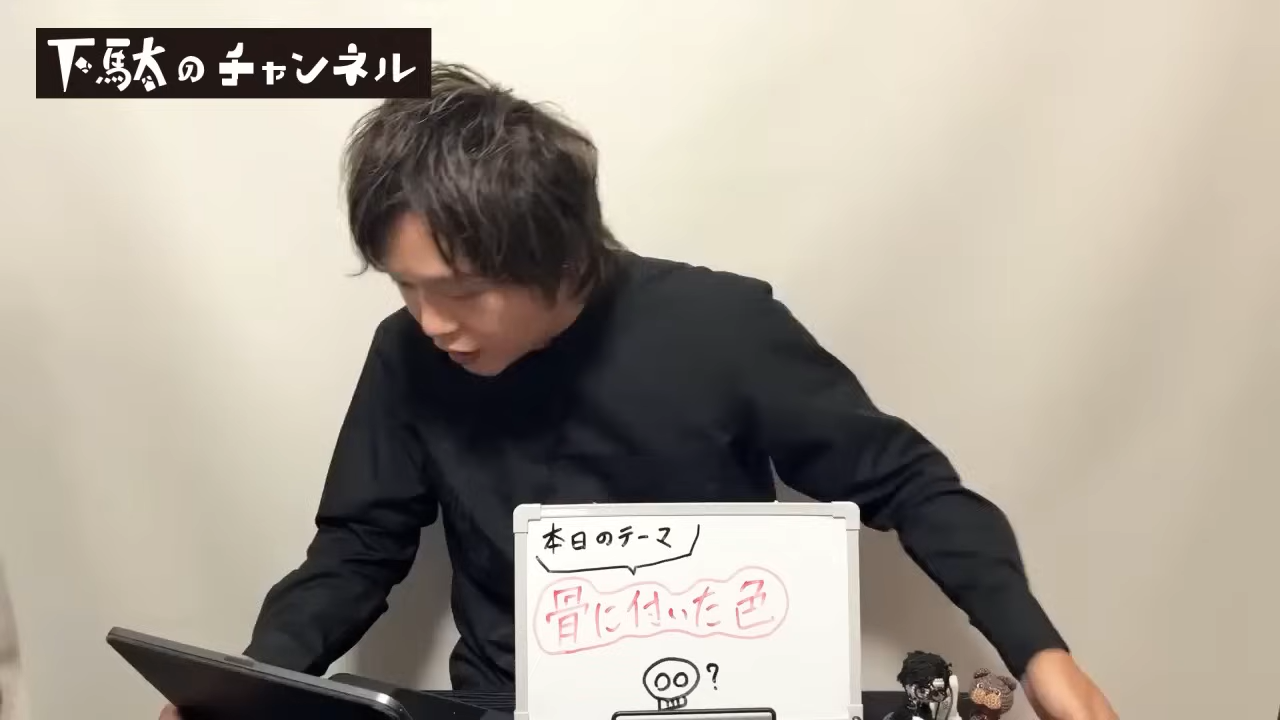 下駄のチャンネル
本日のテーマ
骨に付いた色
?